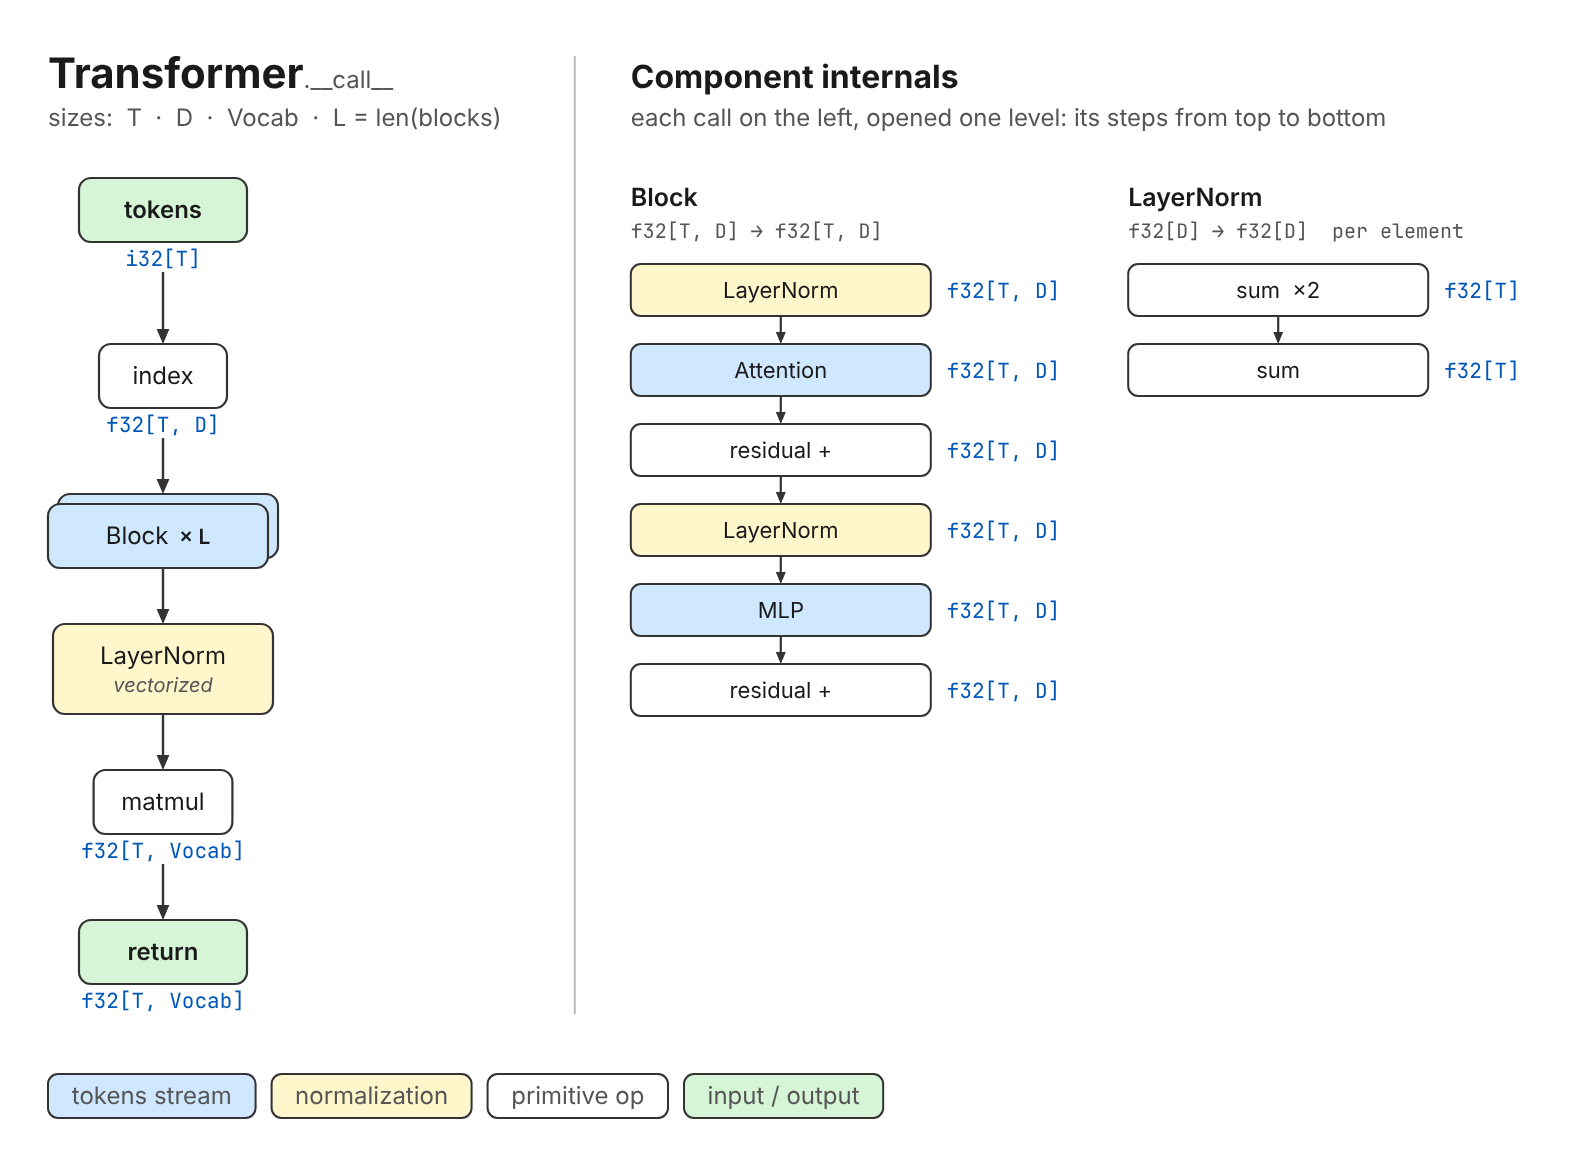 Transformer.__call__
sizes: T · D · Vocab · L = len(blocks)
tokens
i32[T]
index
f32[T, D]
Block × L
LayerNorm
vectorized
matmul
f32[T, Vocab]
return
f32[T, Vocab]
Component internals
each call on the left, opened one level: its steps from top to bottom
Block
f32[T, D] → f32[T, D]
LayerNorm f32[T, D]
Attention f32[T, D]
residual + f32[T, D]
LayerNorm f32[T, D]
MLP f32[T, D]
residual + f32[T, D]
LayerNorm
f32[D] → f32[D] per element
sum ×2 f32[T]
sum f32[T]
tokens stream
normalization
primitive op
input / output